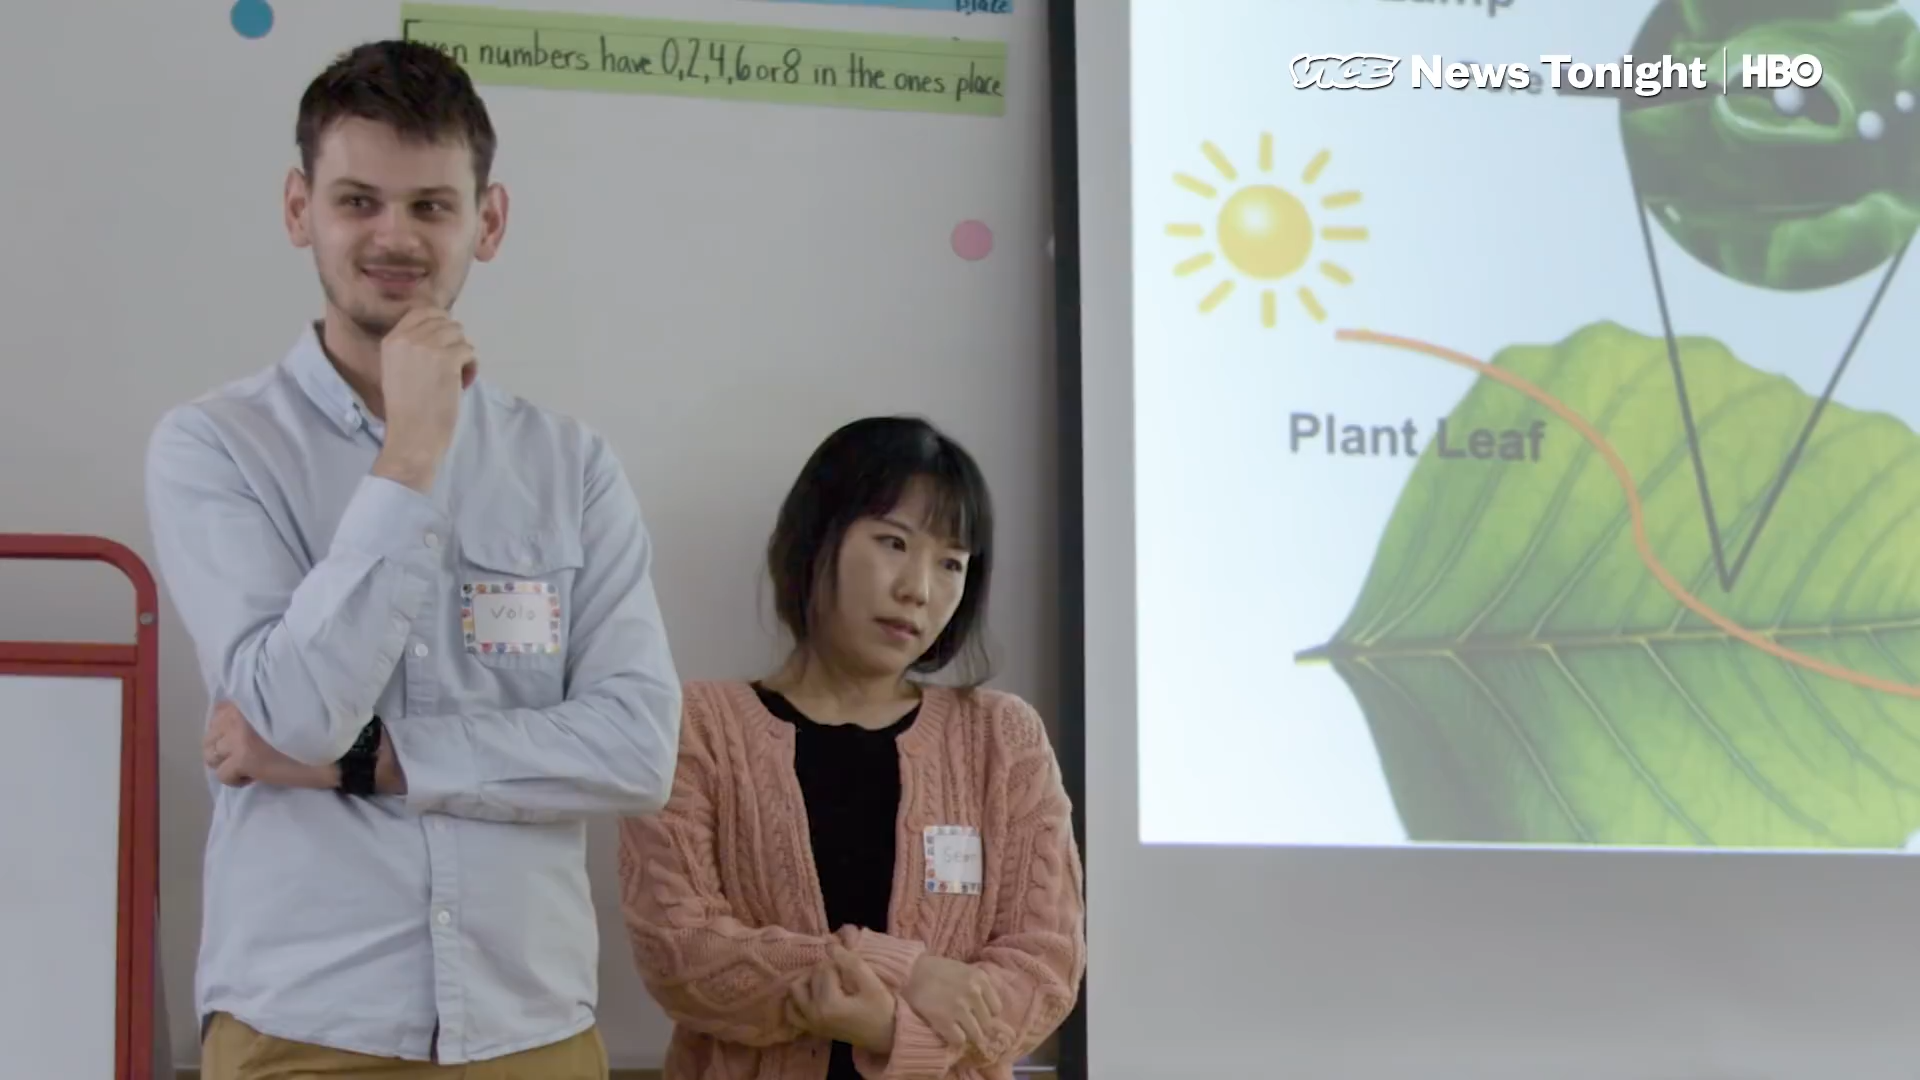 place
Even numbers have 0,2,4,6 or 8 in the ones place
VICE News Tonight | HBO
Plant Leaf
Volo